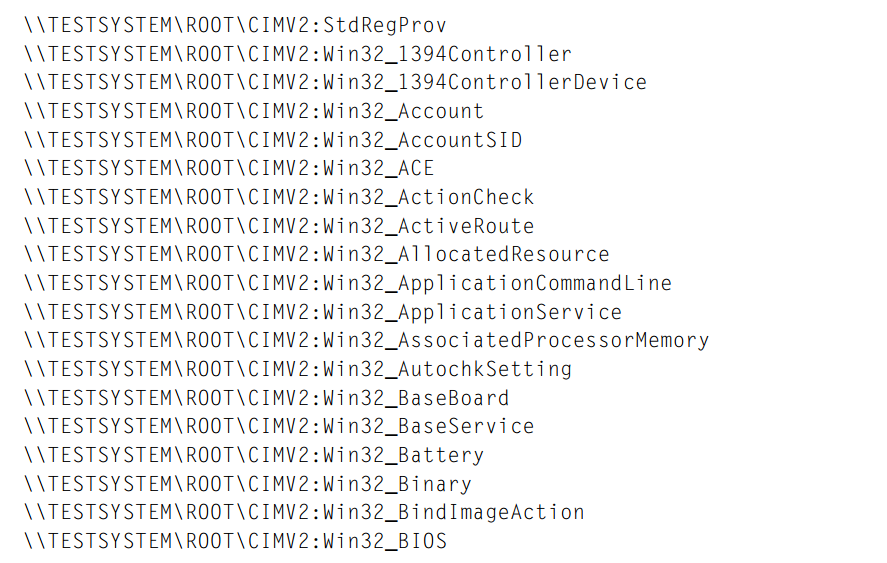 \\TESTSYSTEM\ROOT\CIMV2:StdRegProv
\\TESTSYSTEM\ROOT\CIMV2:Win32_1394Controller
\\TESTSYSTEM\ROOT\CIMV2:Win32_1394ControllerDevice
\\TESTSYSTEM\ROOT\CIMV2:Win32_Account
\\TESTSYSTEM\ROOT\CIMV2:Win32_AccountSID
\\TESTSYSTEM\ROOT\CIMV2:Win32_ACE
\\TESTSYSTEM\ROOT\CIMV2:Win32_ActionCheck
\\TESTSYSTEM\ROOT\CIMV2:Win32_ActiveRoute
\\TESTSYSTEM\ROOT\CIMV2:Win32_AllocatedResource
\\TESTSYSTEM\ROOT\CIMV2:Win32_ApplicationCommandLine
\\TESTSYSTEM\ROOT\CIMV2:Win32_ApplicationService
\\TESTSYSTEM\ROOT\CIMV2:Win32_AssociatedProcessorMemory
\\TESTSYSTEM\ROOT\CIMV2:Win32_AutochkSetting
\\TESTSYSTEM\ROOT\CIMV2:Win32_BaseBoard
\\TESTSYSTEM\ROOT\CIMV2:Win32_BaseService
\\TESTSYSTEM\ROOT\CIMV2:Win32_Battery
\\TESTSYSTEM\ROOT\CIMV2:Win32_Binary
\\TESTSYSTEM\ROOT\CIMV2:Win32_BindImageAction
\\TESTSYSTEM\ROOT\CIMV2:Win32_BIOS